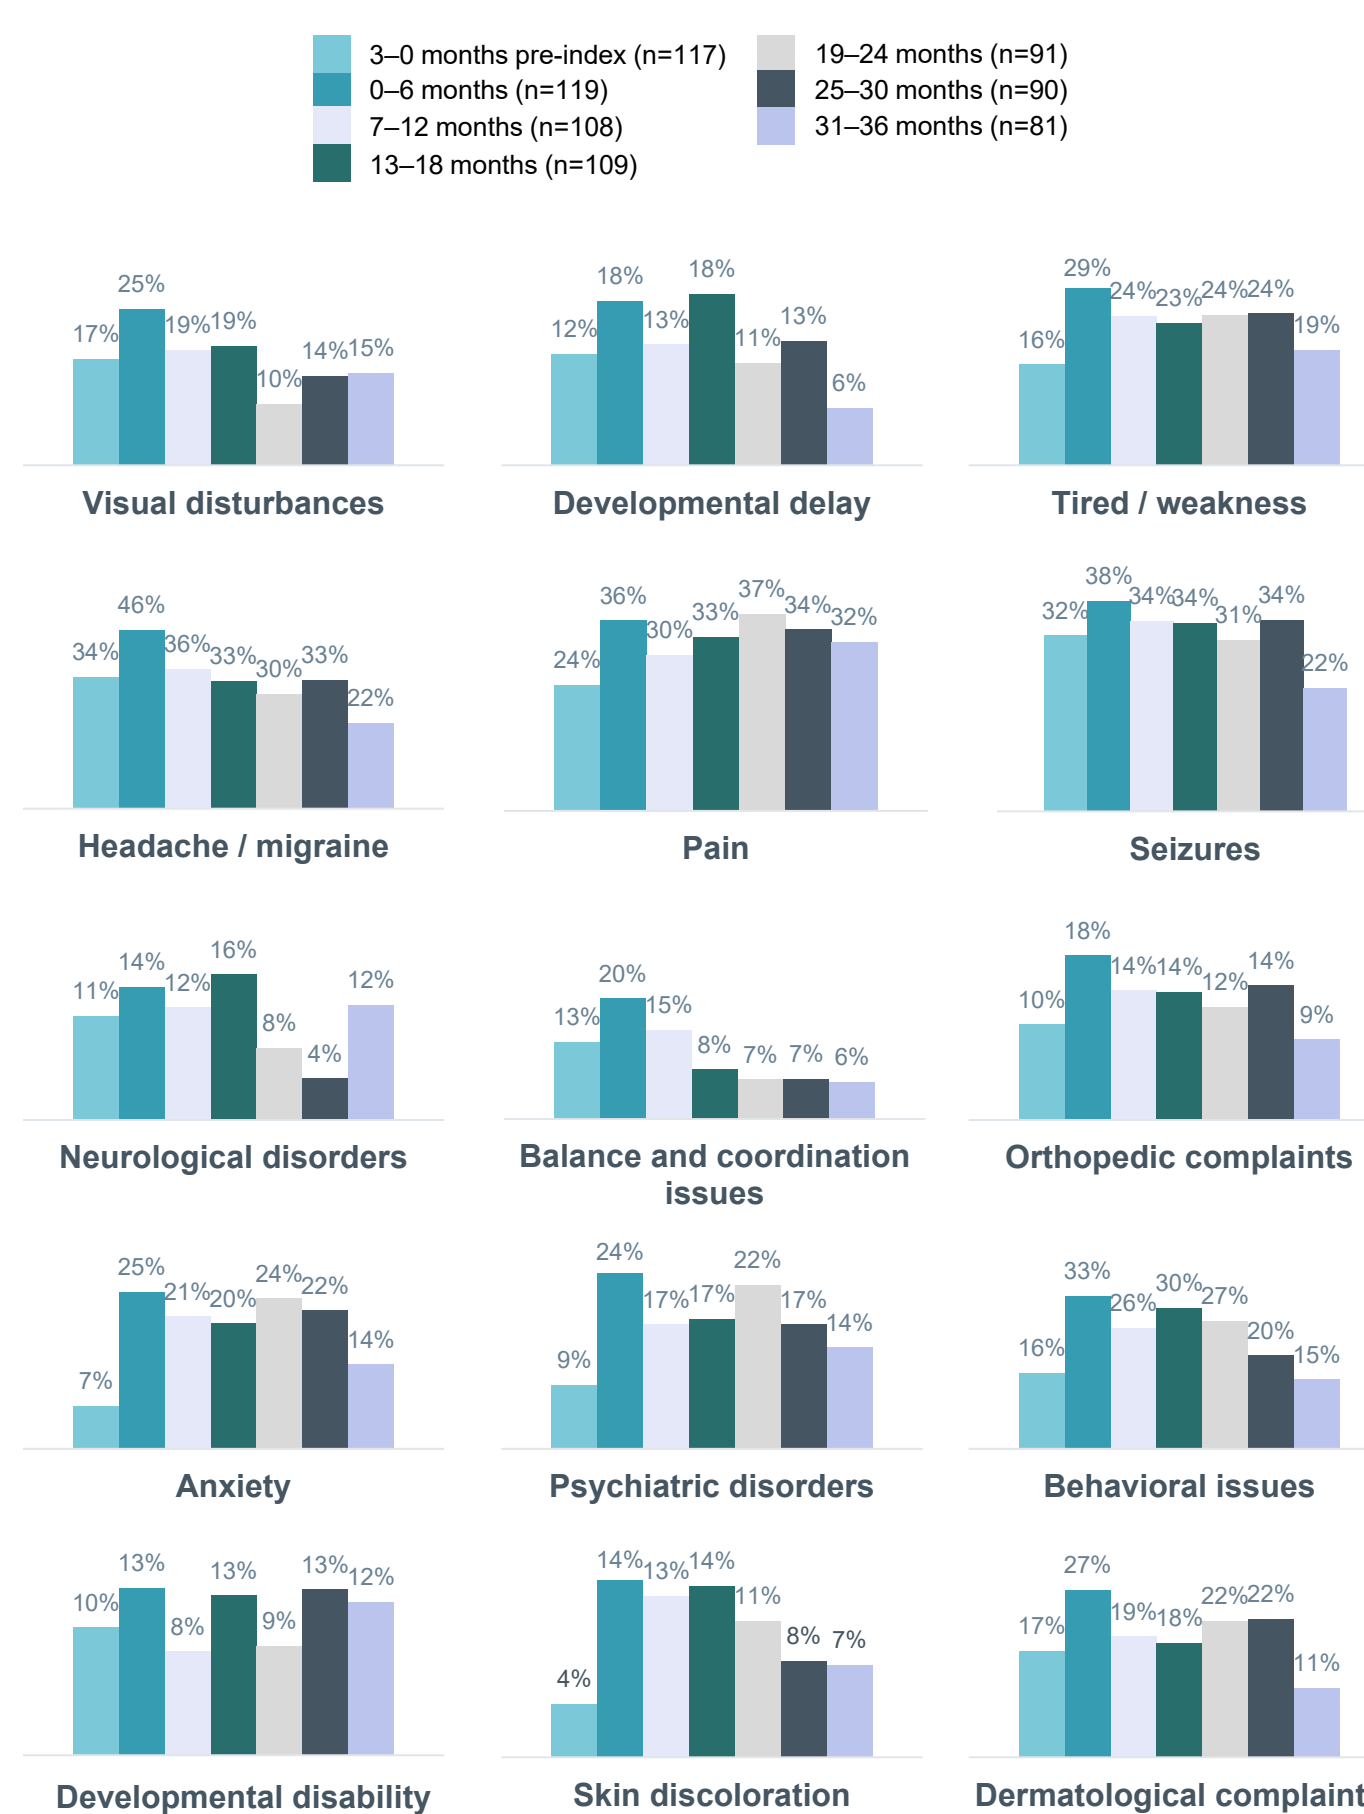 3–0 months pre-index (n=117)
0–6 months (n=119)
7–12 months (n=108)
13–18 months (n=109)
19–24 months (n=91)
25–30 months (n=90)
31–36 months (n=81)
17% 25% 19% 19% 10% 14% 15%
Visual disturbances
12% 18% 13% 18% 11% 13% 6%
Developmental delay
16% 29% 24% 23% 24% 24% 19%
Tired / weakness
34% 46% 36% 33% 30% 33% 22%
Headache / migraine
24% 36% 30% 33% 37% 34% 32%
Pain
32% 38% 34% 34% 31% 34% 22%
Seizures
11% 14% 12% 16% 8% 4% 12%
Neurological disorders
13% 20% 15% 8% 7% 7% 6%
Balance and coordination
issues
10% 18% 14% 14% 12% 14% 9%
Orthopedic complaints
7% 25% 21% 20% 24% 22% 14%
Anxiety
9% 24% 17% 17% 22% 17% 14%
Psychiatric disorders
16% 33% 26% 30% 27% 20% 15%
Behavioral issues
10% 13% 8% 13% 9% 13% 12%
Developmental disability
4% 14% 13% 14% 11% 8% 7%
Skin discoloration
17% 27% 19% 18% 22% 22% 11%
Dermatological complaint